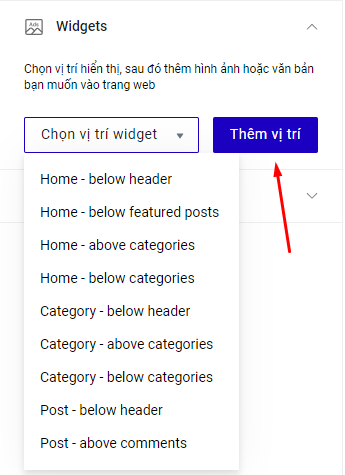 Ads
Widgets
Chọn vị trí hiển thị, sau đó thêm hình ảnh hoặc văn bản
bạn muốn vào trang web
Chọn vị trí widget
Thêm vị trí
Home - below header
Home - below featured posts
Home - above categories
Home - below categories
Category - below header
Category - above categories
Category - below categories
Post - below header
Post - above comments